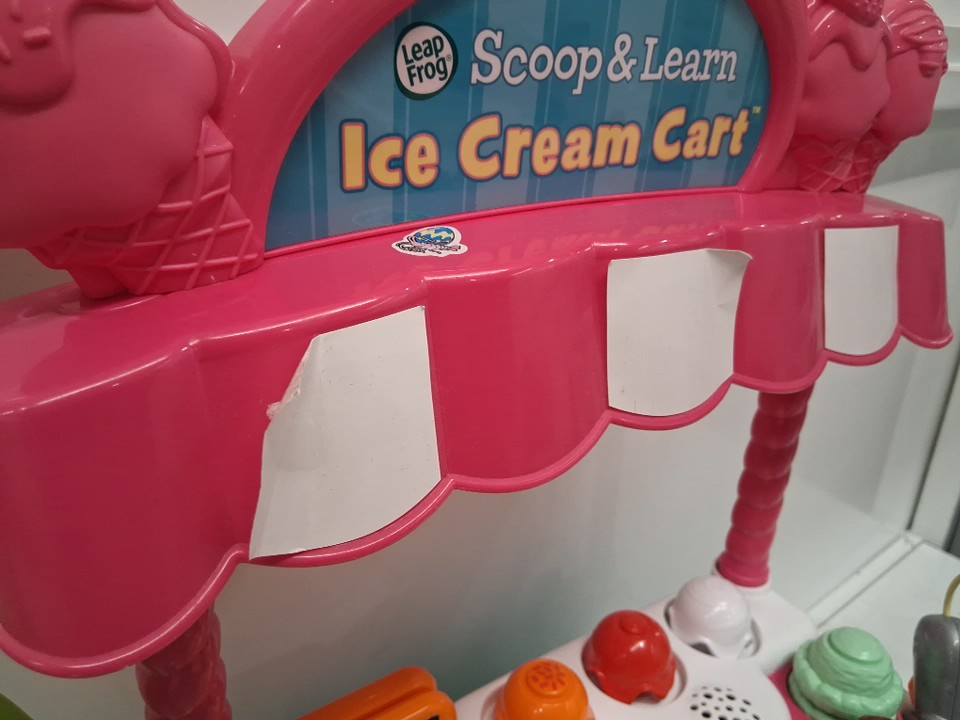 Leap
Frog®
Scoop & Learn
Ice Cream Cart™